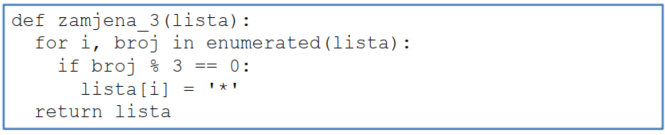 def zamjena_3(lista):
  for i, broj in enumerated(lista):
    if broj % 3 == 0:
      lista[i] = '*'
  return lista